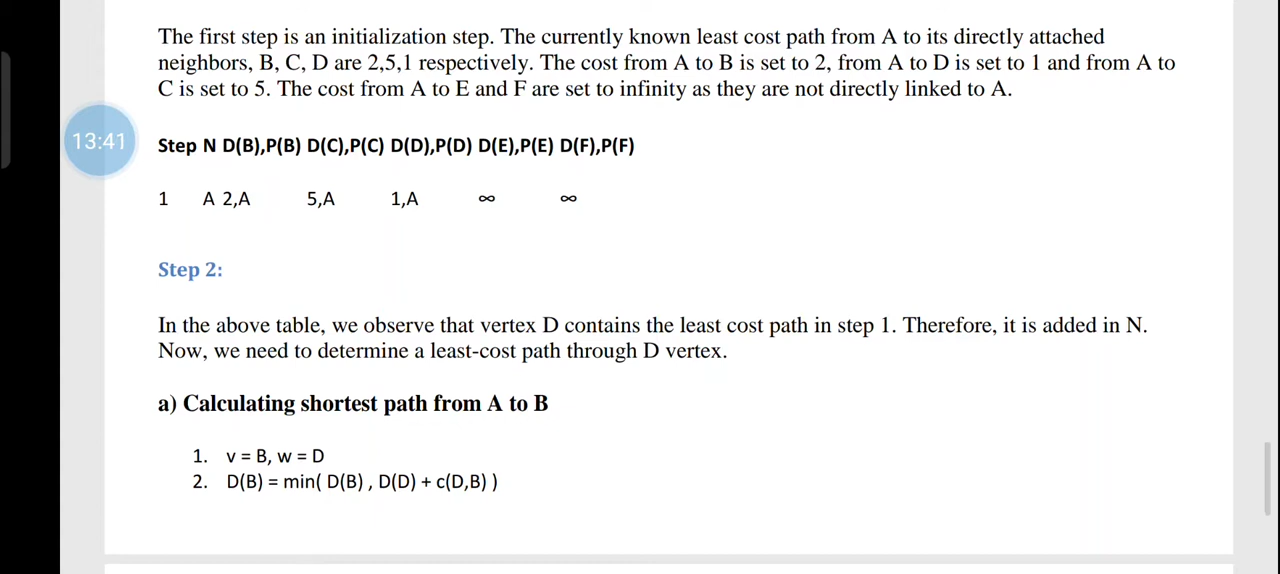 The first step is an initialization step. The currently known least cost path from A to its directly attached
neighbors, B, C, D are 2,5,1 respectively. The cost from A to B is set to 2, from A to D is set to 1 and from A to
C is set to 5. The cost from A to E and F are set to infinity as they are not directly linked to A.
13:41
Step N D(B),P(B) D(C),P(C) D(D),P(D) D(E),P(E) D(F),P(F)
1 A 2,A 5,A 1,A ∞ ∞
Step 2:
In the above table, we observe that vertex D contains the least cost path in step 1. Therefore, it is added in N.
Now, we need to determine a least-cost path through D vertex.
a) Calculating shortest path from A to B
1. v = B, w = D
2. D(B) = min( D(B) , D(D) + c(D,B) )